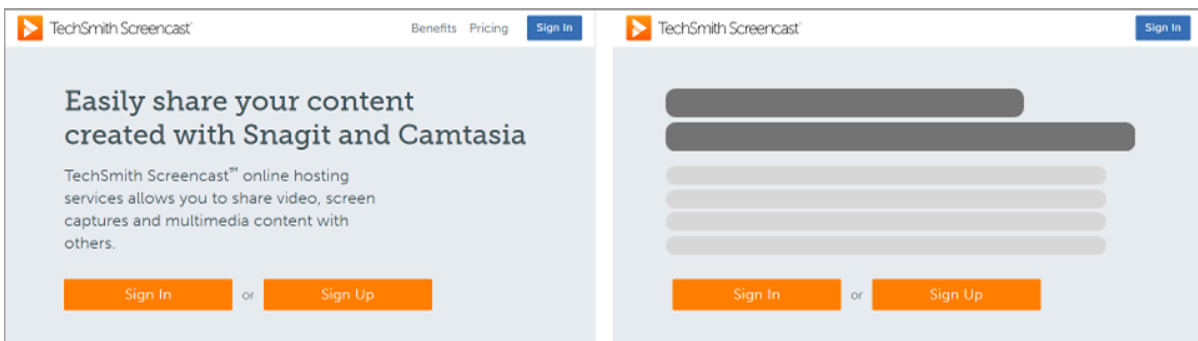 TechSmith Screencast®
Benefits Pricing Sign In
Easily share your content
created with Snagit and Camtasia
TechSmith Screencast™ online hosting
services allows you to share video, screen
captures and multimedia content with
others.
Sign In or Sign Up
TechSmith Screencast®
Sign In
Sign In or Sign Up